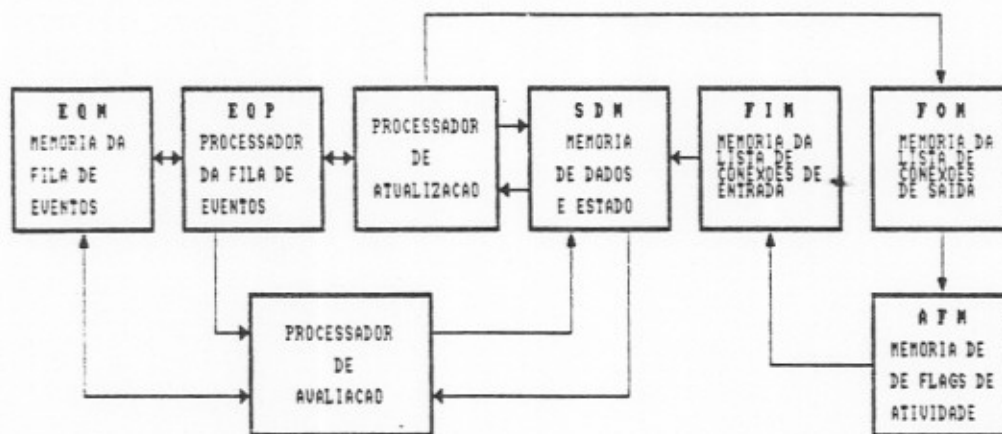 E Q M
MEMORIA DA
FILA DE
EVENTOS
E Q P
PROCESSADOR
DA FILA DE
EVENTOS
PROCESSADOR
DE
ATUALIZACAO
S D M
MEMORIA
DE DADOS
E ESTADO
F I M
MEMORIA DA
LISTA DE
CONEXOES DE
ENTRADA
F O M
MEMORIA DA
LISTA DE
CONEXOES
DE SAIDA
PROCESSADOR
DE
AVALIACAO
A F M
MEMORIA DE
DE FLAGS DE
ATIVIDADE